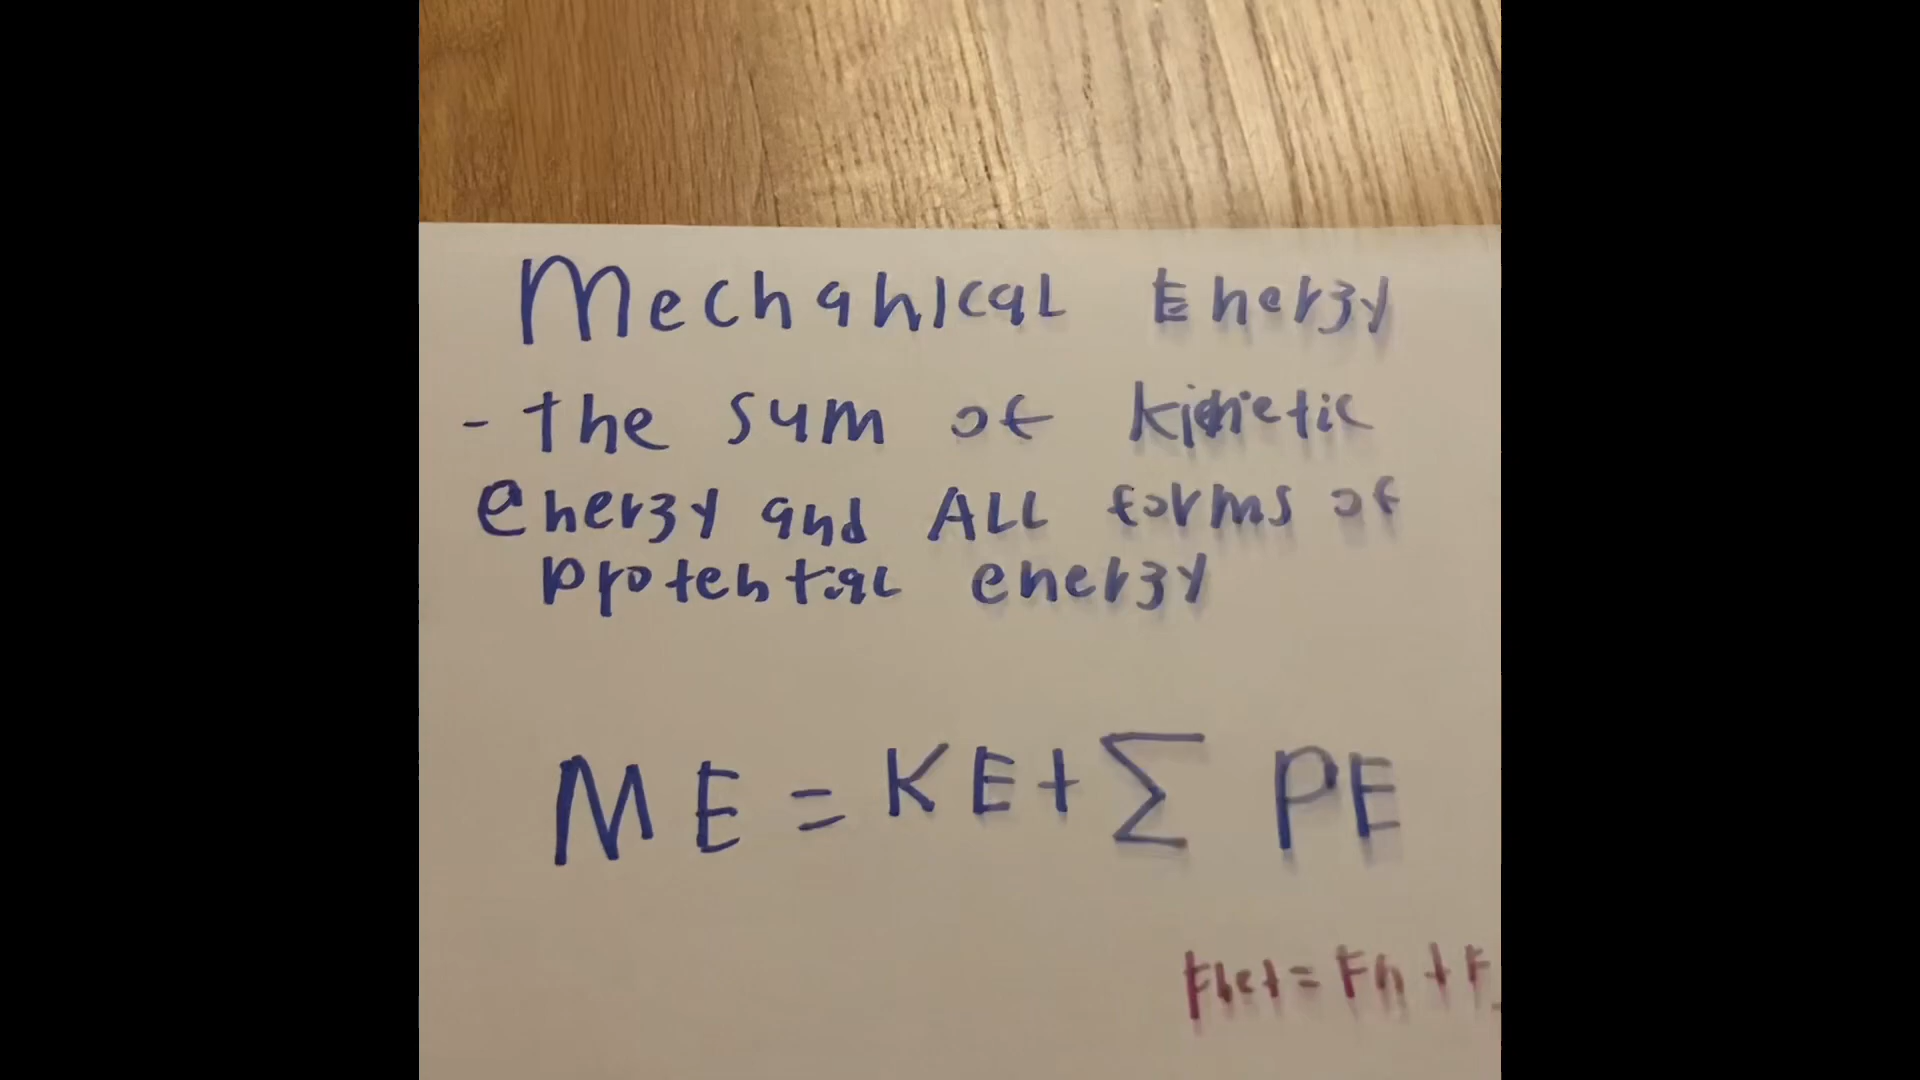 Mechanical Energy
- the sum of kinetic
energy and ALL forms of
protential energy
ME = KE + Σ PE
Fnet = Fn + F